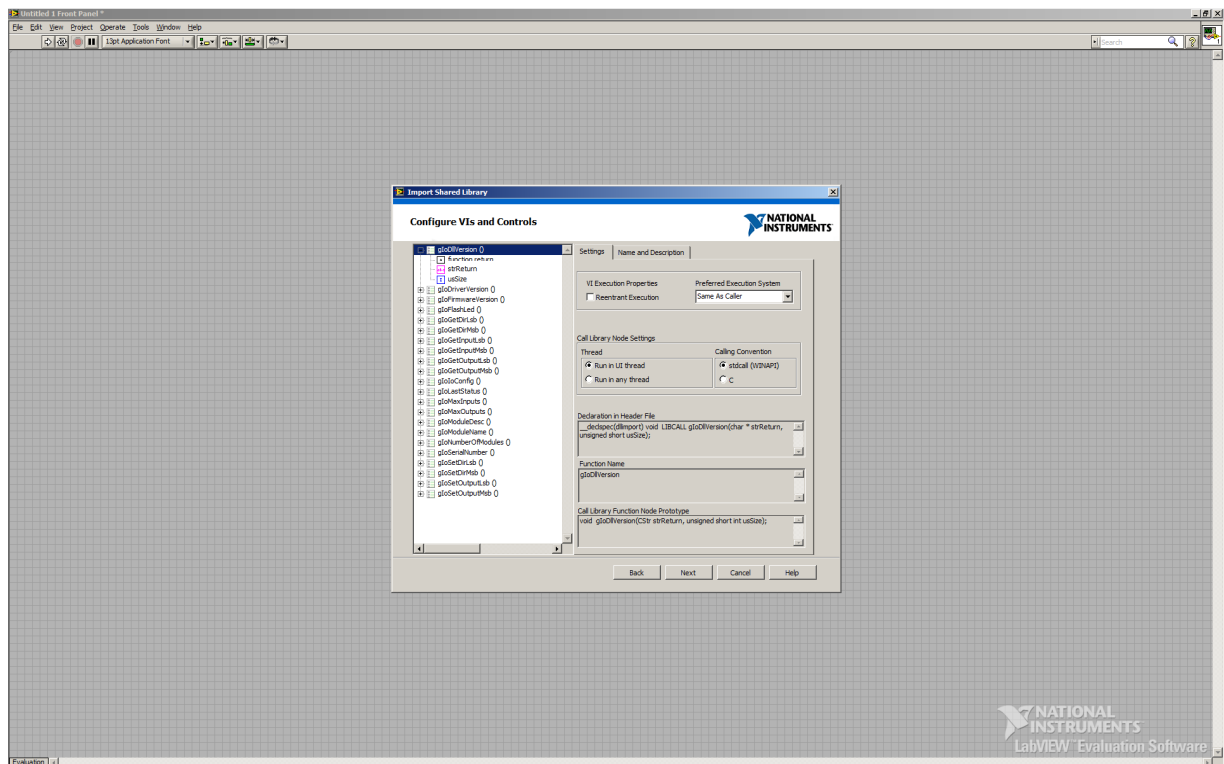 Untitled 1 Front Panel *
File Edit View Project Operate Tools Window Help
13pt Application Font
Search
Import Shared Library
Configure VIs and Controls
NATIONAL INSTRUMENTS
gIoDllVersion ()
function return
strReturn
usSize
gIoDriverVersion ()
gIoFirmwareVersion ()
gIoFlashLed ()
gIoGetDirLsb ()
gIoGetDirMsb ()
gIoGetInputLsb ()
gIoGetInputMsb ()
gIoGetOutputLsb ()
gIoGetOutputMsb ()
gIoIoConfig ()
gIoLastStatus ()
gIoMaxInputs ()
gIoMaxOutputs ()
gIoModuleDesc ()
gIoModuleName ()
gIoNumberOfModules ()
gIoSerialNumber ()
gIoSetDirLsb ()
gIoSetDirMsb ()
gIoSetOutputLsb ()
gIoSetOutputMsb ()
Settings Name and Description
VI Execution Properties Preferred Execution System
Reentrant Execution Same As Caller
Call Library Node Settings
Thread Calling Convention
Run in UI thread stdcall (WINAPI)
Run in any thread C
Declaration in Header File
__declspec(dllimport) void LIBCALL gIoDllVersion(char * strReturn,
unsigned short usSize);
Function Name
gIoDllVersion
Call Library Function Node Prototype
void gIoDllVersion(CStr strReturn, unsigned short int usSize);
Back Next Cancel Help
NATIONAL
INSTRUMENTS
LabVIEW™ Evaluation Software
Evaluation